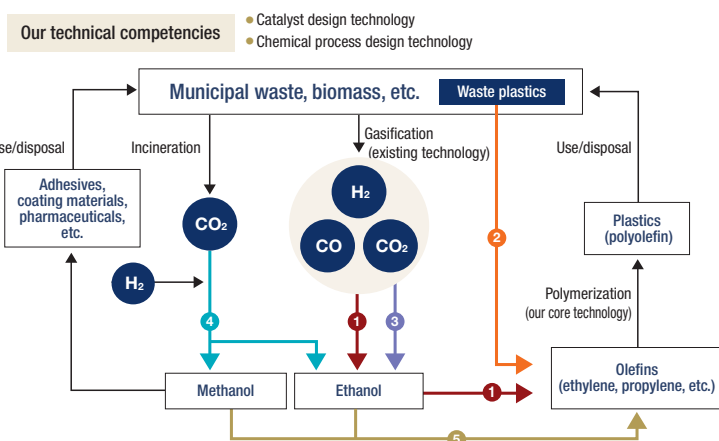 Our technical competencies
● Catalyst design technology
● Chemical process design technology
Municipal waste, biomass, etc.
Waste plastics
se/disposal
Incineration
Gasification
(existing technology)
Use/disposal
Adhesives,
coating materials,
pharmaceuticals,
etc.
CO₂
H₂
CO
CO₂
2
Plastics
(polyolefin)
H₂
4
1
3
Polymerization
(our core technology)
Methanol
Ethanol
1
Olefins
(ethylene, propylene, etc.)
5